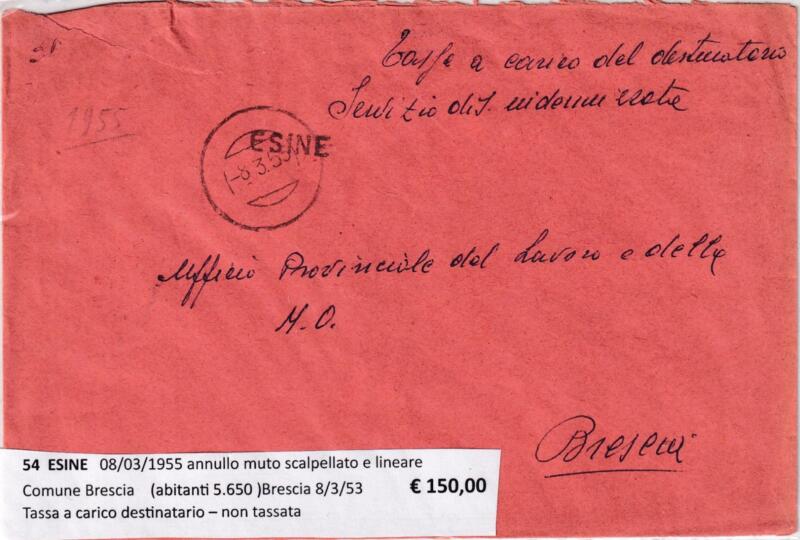 Tasse a carico del destinatario
Servizio di S.
1955
ESINE
-8.3.53
Ufficio Provinciale del Lavoro e della
M.O.
Brescia
54 ESINE 08/03/1955 annullo muto scalpellato e lineare
Comune Brescia (abitanti 5.650 )Brescia 8/3/53 € 150,00
Tassa a carico destinatario – non tassata